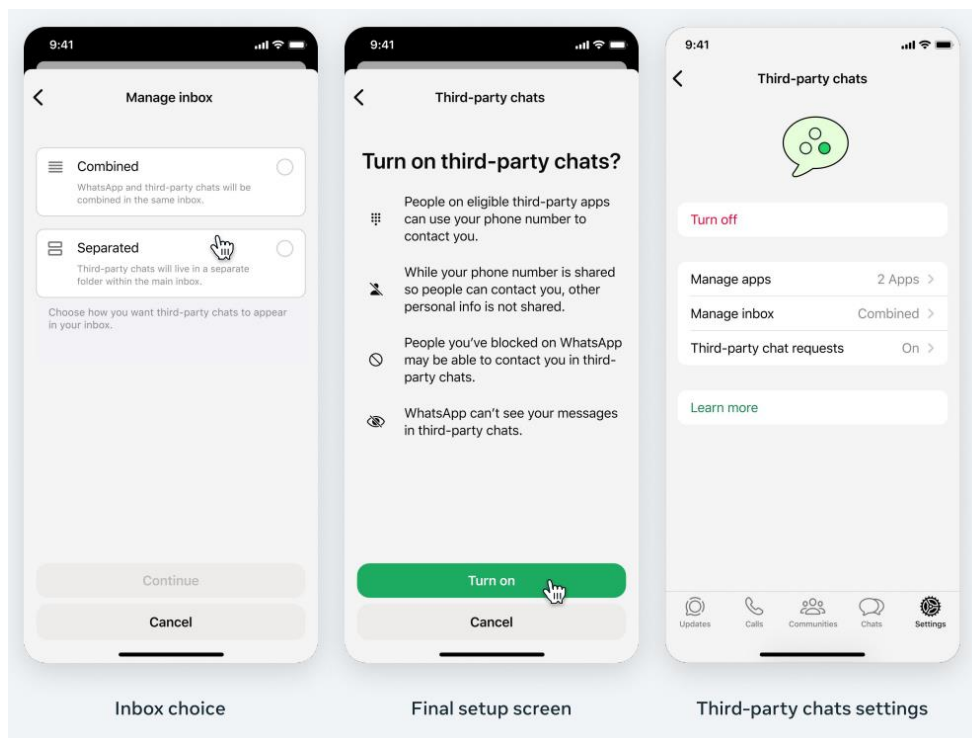 9:41
Manage inbox
Combined
WhatsApp and third-party chats will be
combined in the same inbox.
Separated
Third-party chats will live in a separate
folder within the main inbox.
Choose how you want third-party chats to appear
in your inbox.
Continue
Cancel
Inbox choice
9:41
Third-party chats
Turn on third-party chats?
People on eligible third-party apps
can use your phone number to
contact you.
While your phone number is shared
so people can contact you, other
personal info is not shared.
People you’ve blocked on WhatsApp
may be able to contact you in third-
party chats.
WhatsApp can’t see your messages
in third-party chats.
Turn on
Cancel
Final setup screen
9:41
Third-party chats
Turn off
Manage apps 2 Apps
Manage inbox Combined
Third-party chat requests On
Learn more
Updates Calls Communities Chats Settings
Third-party chats settings